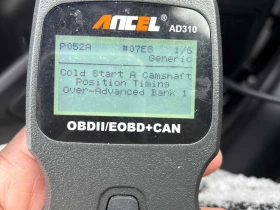 ANCEL
AD310
P052A #07E8 1/6
Generic
Cold Start A Camshaft
Position Timing
Over-Advanced Bank 1
OBDII/EOBD+CAN